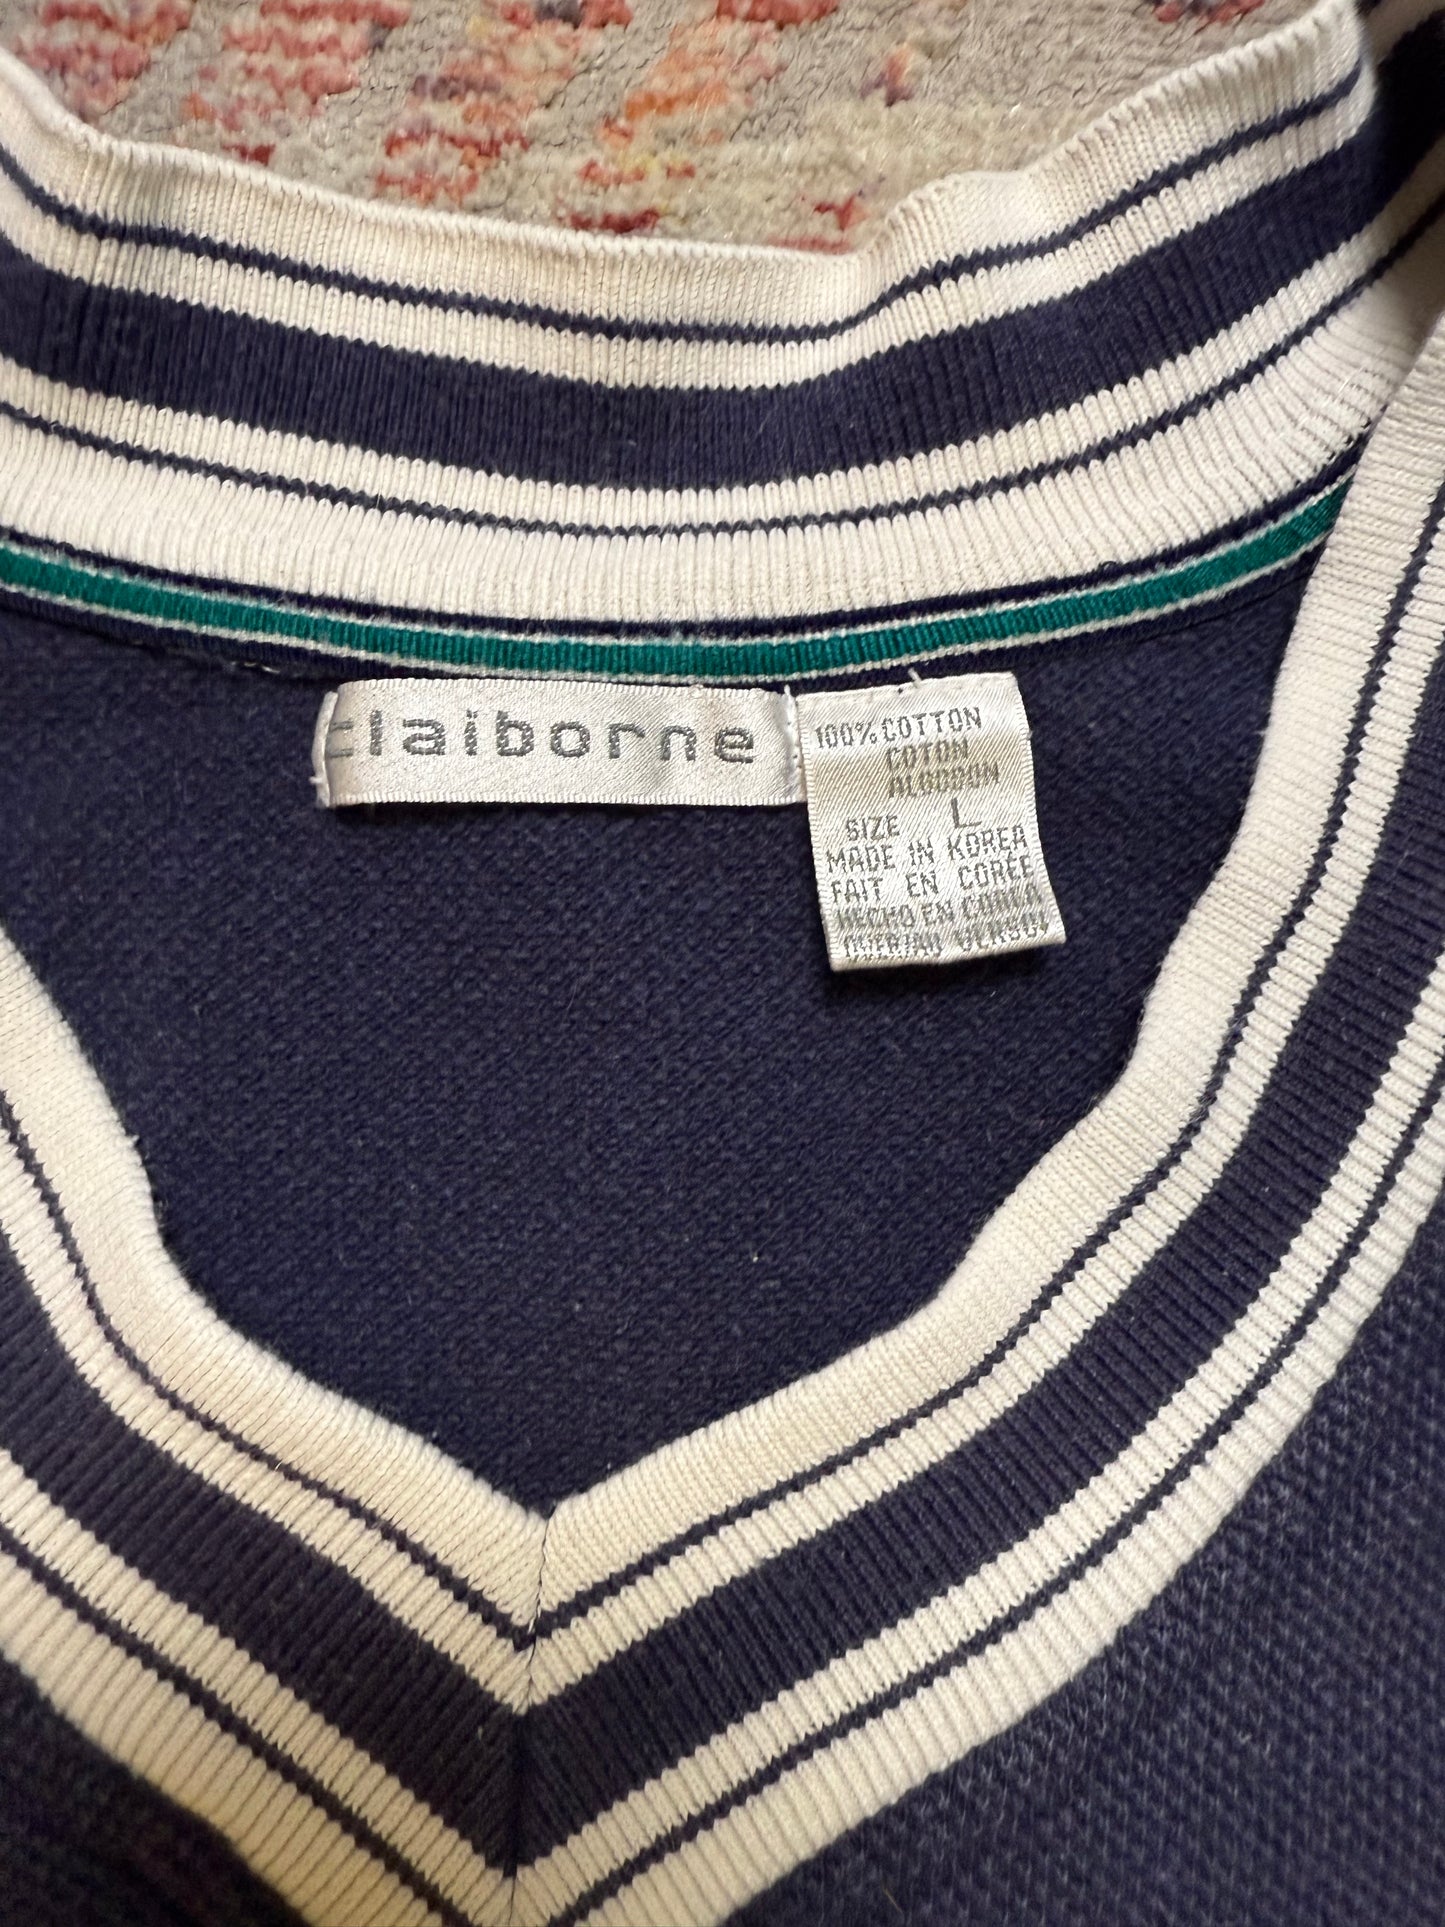 claiborne
100% COTTON
COTON
ALGODON
SIZE L
MADE IN KOREA
FAIT EN CORÉE
HECHO EN COREA